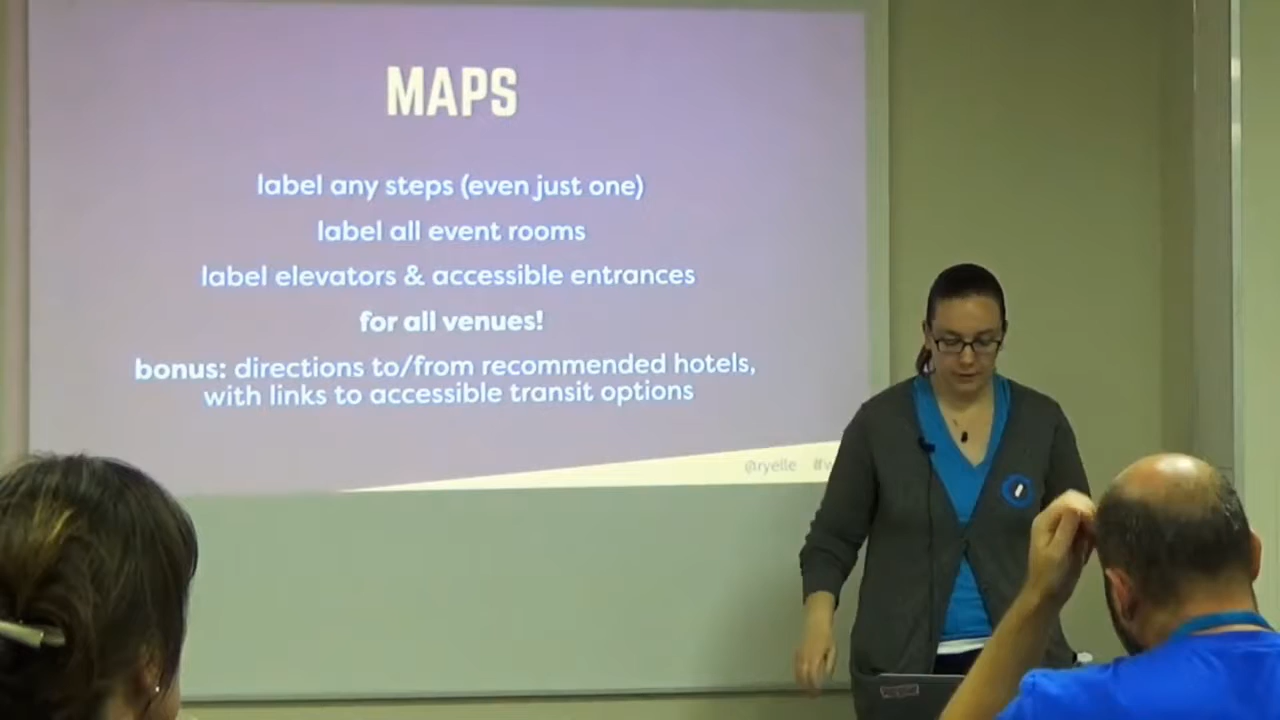 MAPS
label any steps (even just one)
label all event rooms
label elevators & accessible entrances
for all venues!
bonus: directions to/from recommended hotels,
with links to accessible transit options
@ryelle